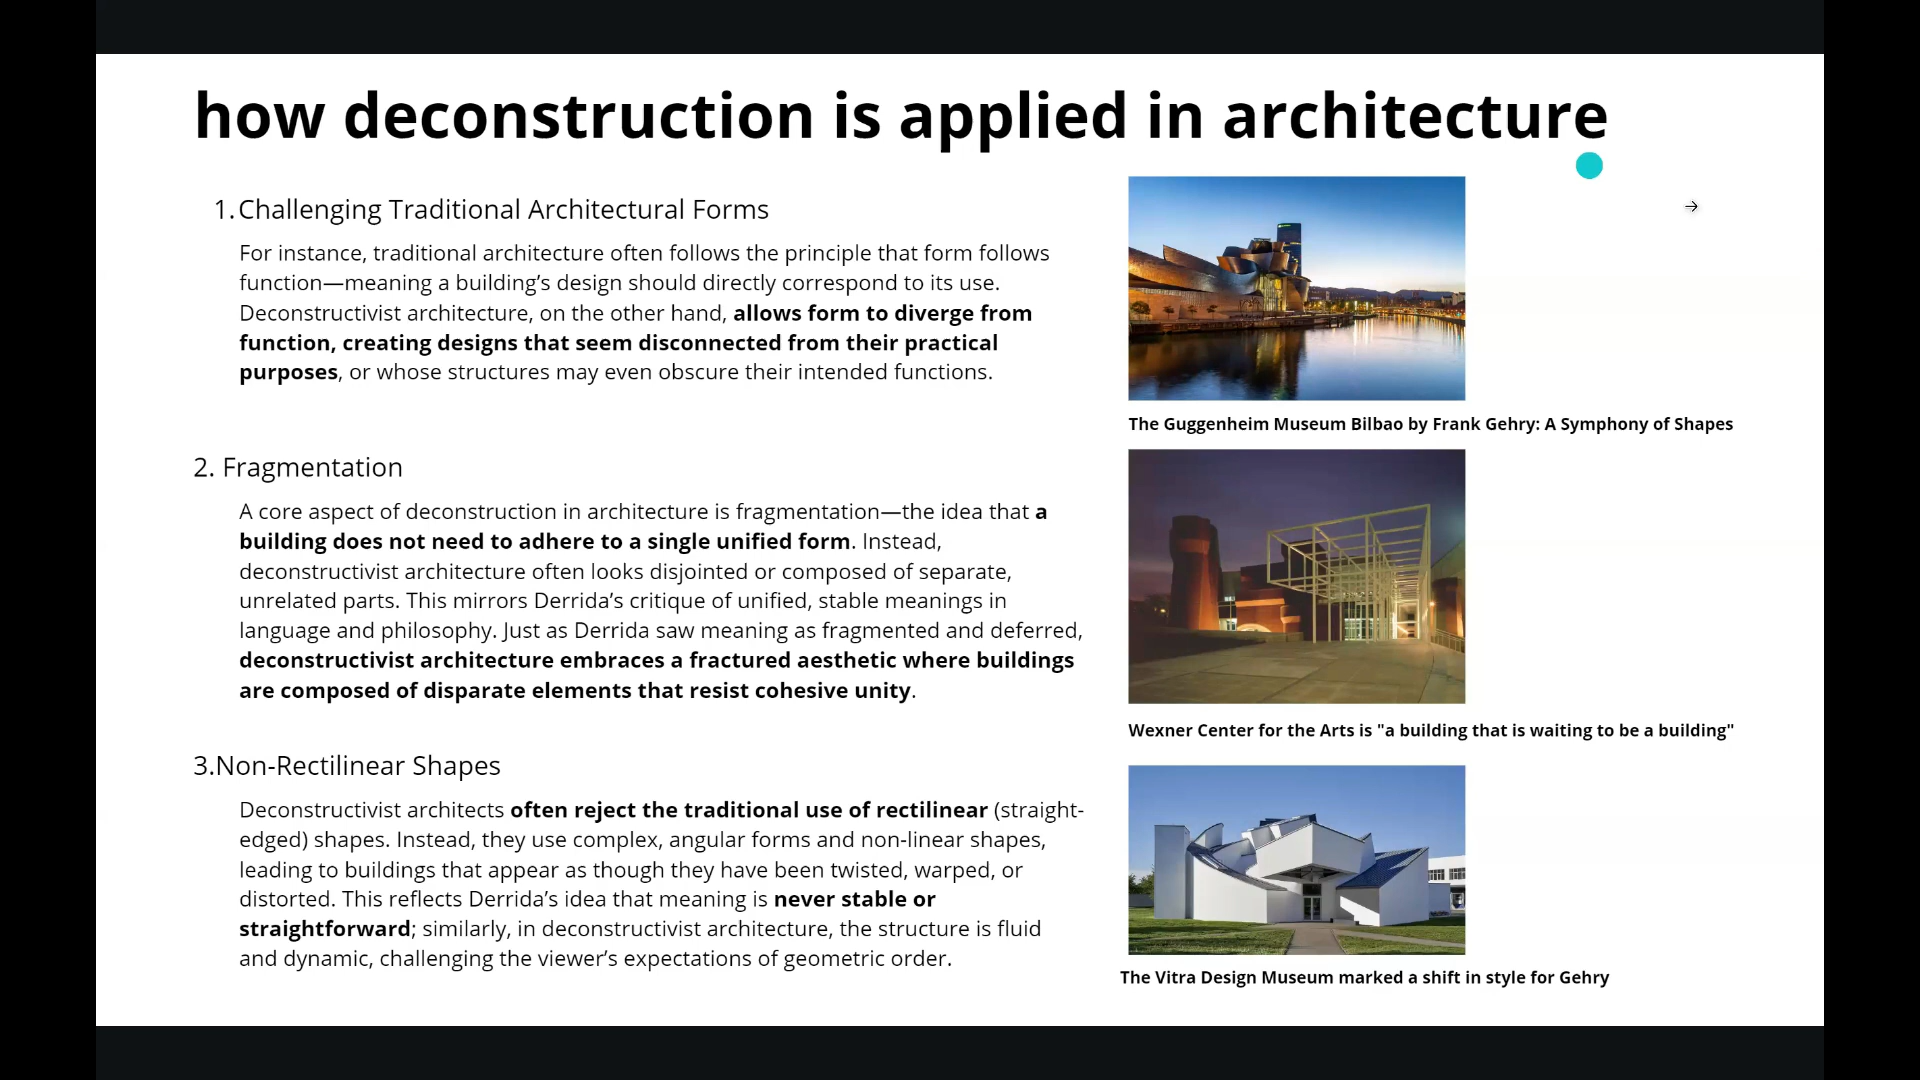 how deconstruction is applied in architecture
1. Challenging Traditional Architectural Forms
For instance, traditional architecture often follows the principle that form follows
function—meaning a building’s design should directly correspond to its use.
Deconstructivist architecture, on the other hand, allows form to diverge from
function, creating designs that seem disconnected from their practical
purposes, or whose structures may even obscure their intended functions.
2. Fragmentation
A core aspect of deconstruction in architecture is fragmentation—the idea that a
building does not need to adhere to a single unified form. Instead,
deconstructivist architecture often looks disjointed or composed of separate,
unrelated parts. This mirrors Derrida’s critique of unified, stable meanings in
language and philosophy. Just as Derrida saw meaning as fragmented and deferred,
deconstructivist architecture embraces a fractured aesthetic where buildings
are composed of disparate elements that resist cohesive unity.
3.Non-Rectilinear Shapes
Deconstructivist architects often reject the traditional use of rectilinear (straight-
edged) shapes. Instead, they use complex, angular forms and non-linear shapes,
leading to buildings that appear as though they have been twisted, warped, or
distorted. This reflects Derrida’s idea that meaning is never stable or
straightforward; similarly, in deconstructivist architecture, the structure is fluid
and dynamic, challenging the viewer’s expectations of geometric order.
The Guggenheim Museum Bilbao by Frank Gehry: A Symphony of Shapes
Wexner Center for the Arts is "a building that is waiting to be a building"
The Vitra Design Museum marked a shift in style for Gehry